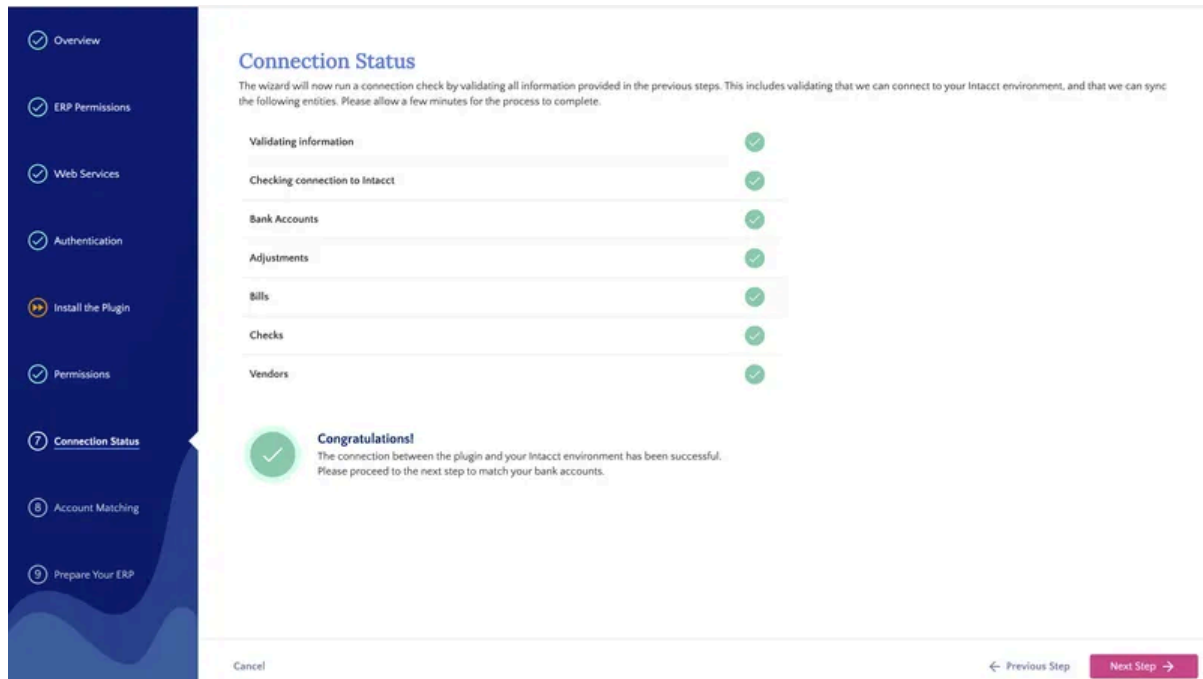 Overview
ERP Permissions
Web Services
Authentication
Install the Plugin
Permissions
7 Connection Status
8 Account Matching
9 Prepare Your ERP
Connection Status
The wizard will now run a connection check by validating all information provided in the previous steps. This includes validating that we can connect to your Intacct environment, and that we can sync
the following entities. Please allow a few minutes for the process to complete.
Validating information
Checking connection to Intacct
Bank Accounts
Adjustments
Bills
Checks
Vendors
Congratulations!
The connection between the plugin and your Intacct environment has been successful.
Please proceed to the next step to match your bank accounts.
Cancel
← Previous Step
Next Step →